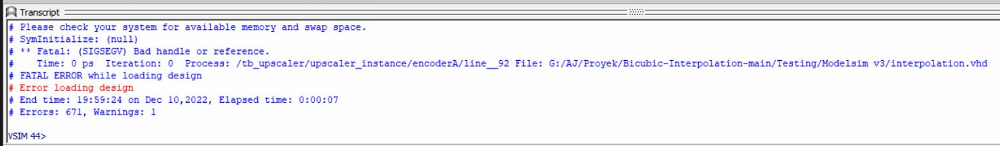 Transcript
# Please check your system for available memory and swap space.
# SymInitialize: (null)
# ** Fatal: (SIGSEGV) Bad handle or reference.
#    Time: 0 ps  Iteration: 0  Process: /tb_upscaler/upscaler_instance/encoderA/line__92 File: G:/AJ/Proyek/Bicubic-Interpolation-main/Testing/Modelsim v3/interpolation.vhd
# FATAL ERROR while loading design
# Error loading design
# End time: 19:59:24 on Dec 10,2022, Elapsed time: 0:00:07
# Errors: 671, Warnings: 1
VSIM 44>